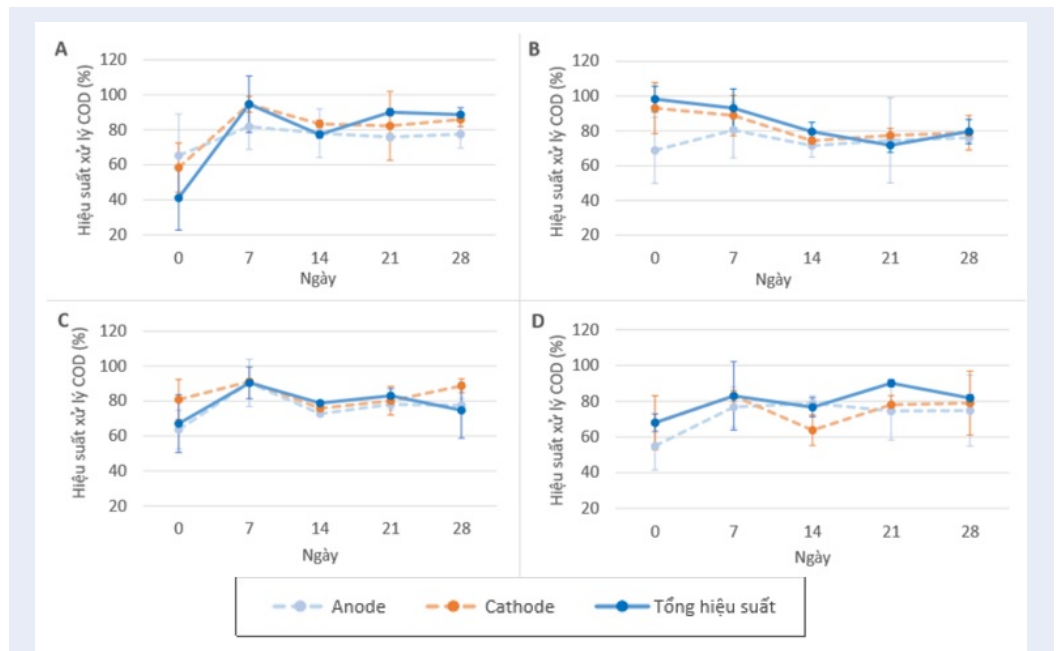 A
Hiệu suất xử lý COD (%)
120
100
80
60
40
20
0 7 14 21 28
Ngày
B
Hiệu suất xử lý COD (%)
120
100
80
60
40
20
0 7 14 21 28
Ngày
C
Hiệu suất xử lý COD (%)
120
100
80
60
40
20
0 7 14 21 28
Ngày
D
Hiệu suất xử lý COD (%)
120
100
80
60
40
20
0 7 14 21 28
Ngày
Anode Cathode Tổng hiệu suất